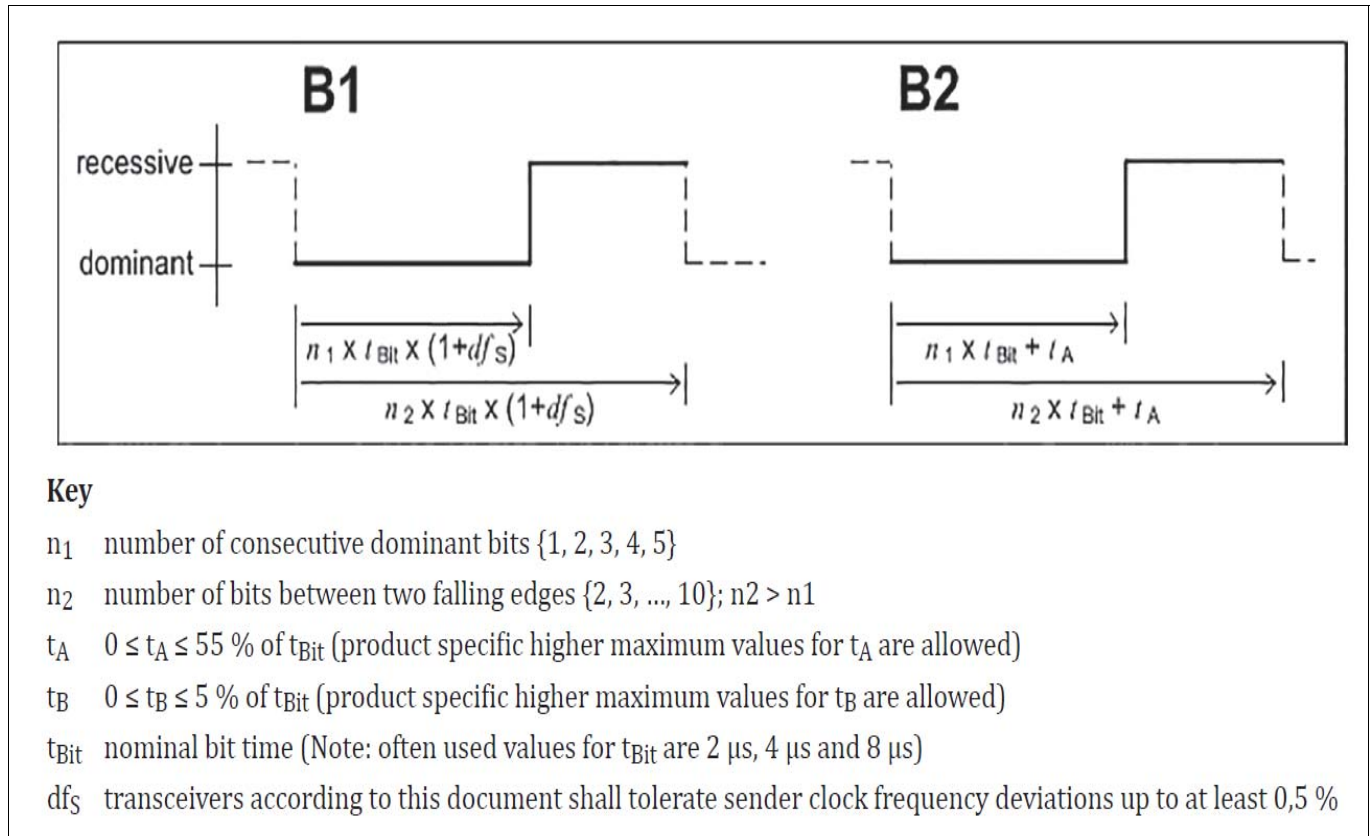 B1 B2
recessive
dominant
n1 X tBit X (1+dfS) n1 X tBit + tA
n2 X tBit X (1+dfS) n2 X tBit + tA
Key
n1 number of consecutive dominant bits {1, 2, 3, 4, 5}
n2 number of bits between two falling edges {2, 3, ..., 10}; n2 > n1
tA 0 ≤ tA ≤ 55 % of tBit (product specific higher maximum values for tA are allowed)
tB 0 ≤ tB ≤ 5 % of tBit (product specific higher maximum values for tB are allowed)
tBit nominal bit time (Note: often used values for tBit are 2 µs, 4 µs and 8 µs)
dfS transceivers according to this document shall tolerate sender clock frequency deviations up to at least 0,5 %